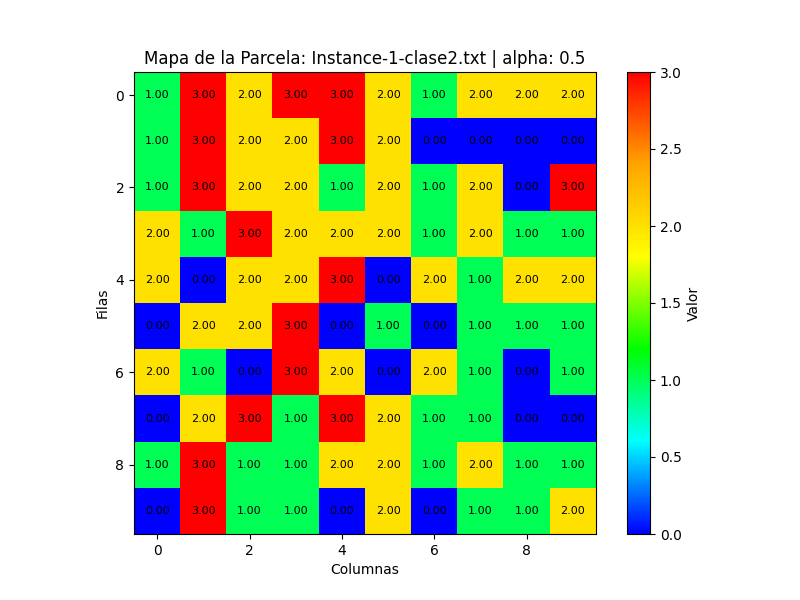 Mapa de la Parcela: Instance-1-clase2.txt | alpha: 0.5
0 1.00 3.00 2.00 3.00 3.00 2.00 1.00 2.00 2.00 2.00
1.00 3.00 2.00 2.00 3.00 2.00 0.00 0.00 0.00 0.00
2 1.00 3.00 2.00 2.00 1.00 2.00 1.00 2.00 0.00 3.00
2.00 1.00 3.00 2.00 2.00 2.00 1.00 2.00 1.00 1.00
4 2.00 0.00 2.00 2.00 3.00 0.00 2.00 1.00 2.00 2.00
0.00 2.00 2.00 3.00 0.00 1.00 0.00 1.00 1.00 1.00
6 2.00 1.00 0.00 3.00 2.00 0.00 2.00 1.00 0.00 1.00
0.00 2.00 3.00 1.00 3.00 2.00 1.00 1.00 0.00 0.00
8 1.00 3.00 1.00 1.00 2.00 2.00 1.00 2.00 1.00 1.00
0.00 3.00 1.00 1.00 0.00 2.00 0.00 1.00 1.00 2.00
0 2 4 6 8
Columnas
Filas
3.0
2.5
2.0
1.5
1.0
0.5
0.0
Valor